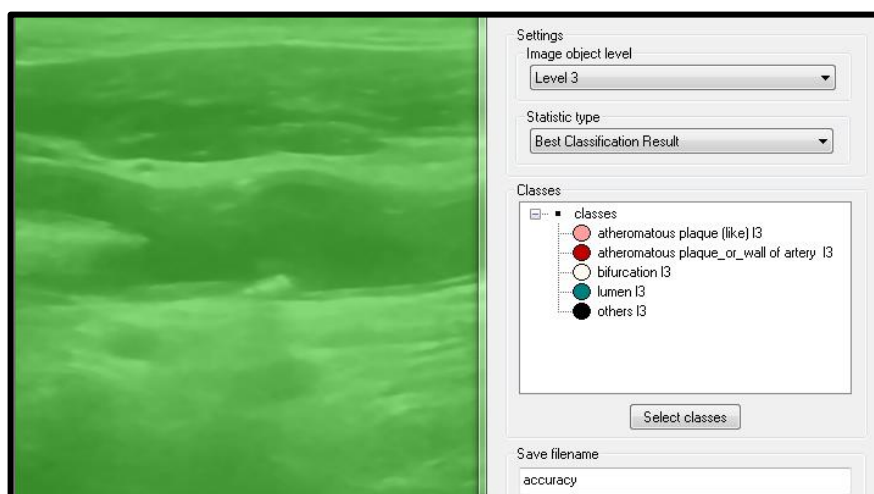 Settings
Image object level
Level 3
Statistic type
Best Classification Result
Classes
classes
atheromatous plaque (like) l3
atheromatous plaque_or_wall of artery l3
bifurcation l3
lumen l3
others l3
Select classes
Save filename
accuracy